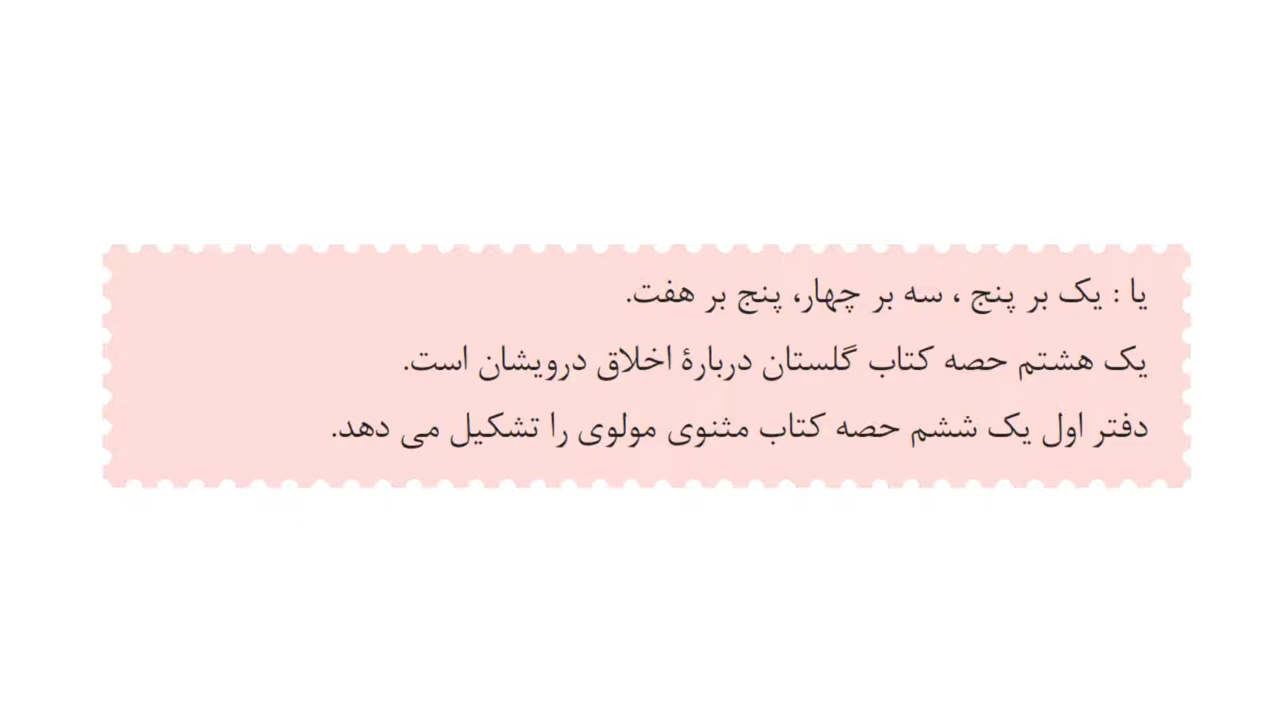 یا : یک بر پنج ، سه بر چهار، پنج بر هفت.
یک هشتم حصه کتاب گلستان دربارهٔ اخلاق درویشان است.
دفتر اول یک ششم حصه کتاب مثنوی مولوی را تشکیل می دهد.